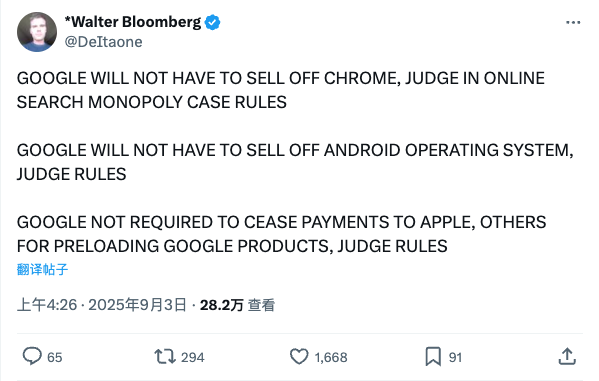 *Walter Bloomberg
@DeItaone
GOOGLE WILL NOT HAVE TO SELL OFF CHROME, JUDGE IN ONLINE
SEARCH MONOPOLY CASE RULES
GOOGLE WILL NOT HAVE TO SELL OFF ANDROID OPERATING SYSTEM,
JUDGE RULES
GOOGLE NOT REQUIRED TO CEASE PAYMENTS TO APPLE, OTHERS
FOR PRELOADING GOOGLE PRODUCTS, JUDGE RULES
翻译帖子
上午4:26 · 2025年9月3日 · 28.2万 查看
65 294 1,668 91